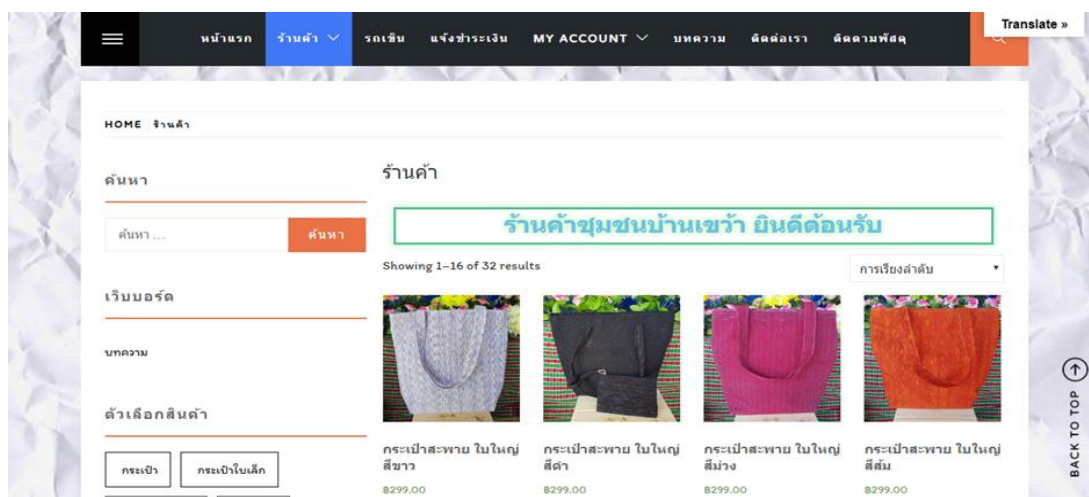 Translate »
หน้าแรก ร้านค้า รถเข็น แจ้งชำระเงิน MY ACCOUNT บทความ ติดต่อเรา ติดตามพัสดุ
HOME ร้านค้า
ค้นหา
ค้นหา ... ค้นหา
เว็บบอร์ด
บทความ
ตัวเลือกสินค้า
กระเป๋า กระเป๋าใบเล็ก
ร้านค้า
ร้านค้าชุมชนบ้านเขว้า ยินดีต้อนรับ
Showing 1–16 of 32 results การเรียงลำดับ
กระเป๋าสะพาย ใบใหญ่ สีขาว
฿299.00
กระเป๋าสะพาย ใบใหญ่ สีดำ
฿299.00
กระเป๋าสะพาย ใบใหญ่ สีม่วง
฿299.00
กระเป๋าสะพาย ใบใหญ่ สีส้ม
฿299.00
BACK TO TOP